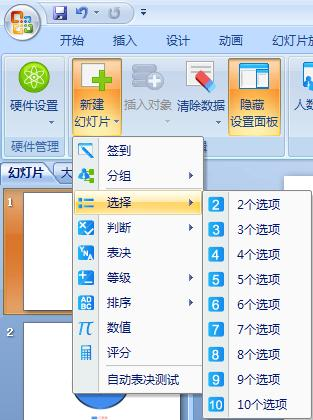 开始 插入 设计 动画 幻灯片放
硬件设置 新建 幻灯片 插入对象 清除数据 隐藏 设置面板 人数
硬件管理 辑
幻灯片 大
签到
分组
选择
判断
YNA 表决
等级
ADBC 排序
π 数值
评分
自动表决测试
2 2个选项
3 3个选项
4 4个选项
5 5个选项
6 6个选项
7 7个选项
8 8个选项
9 9个选项
10 10个选项
1
2